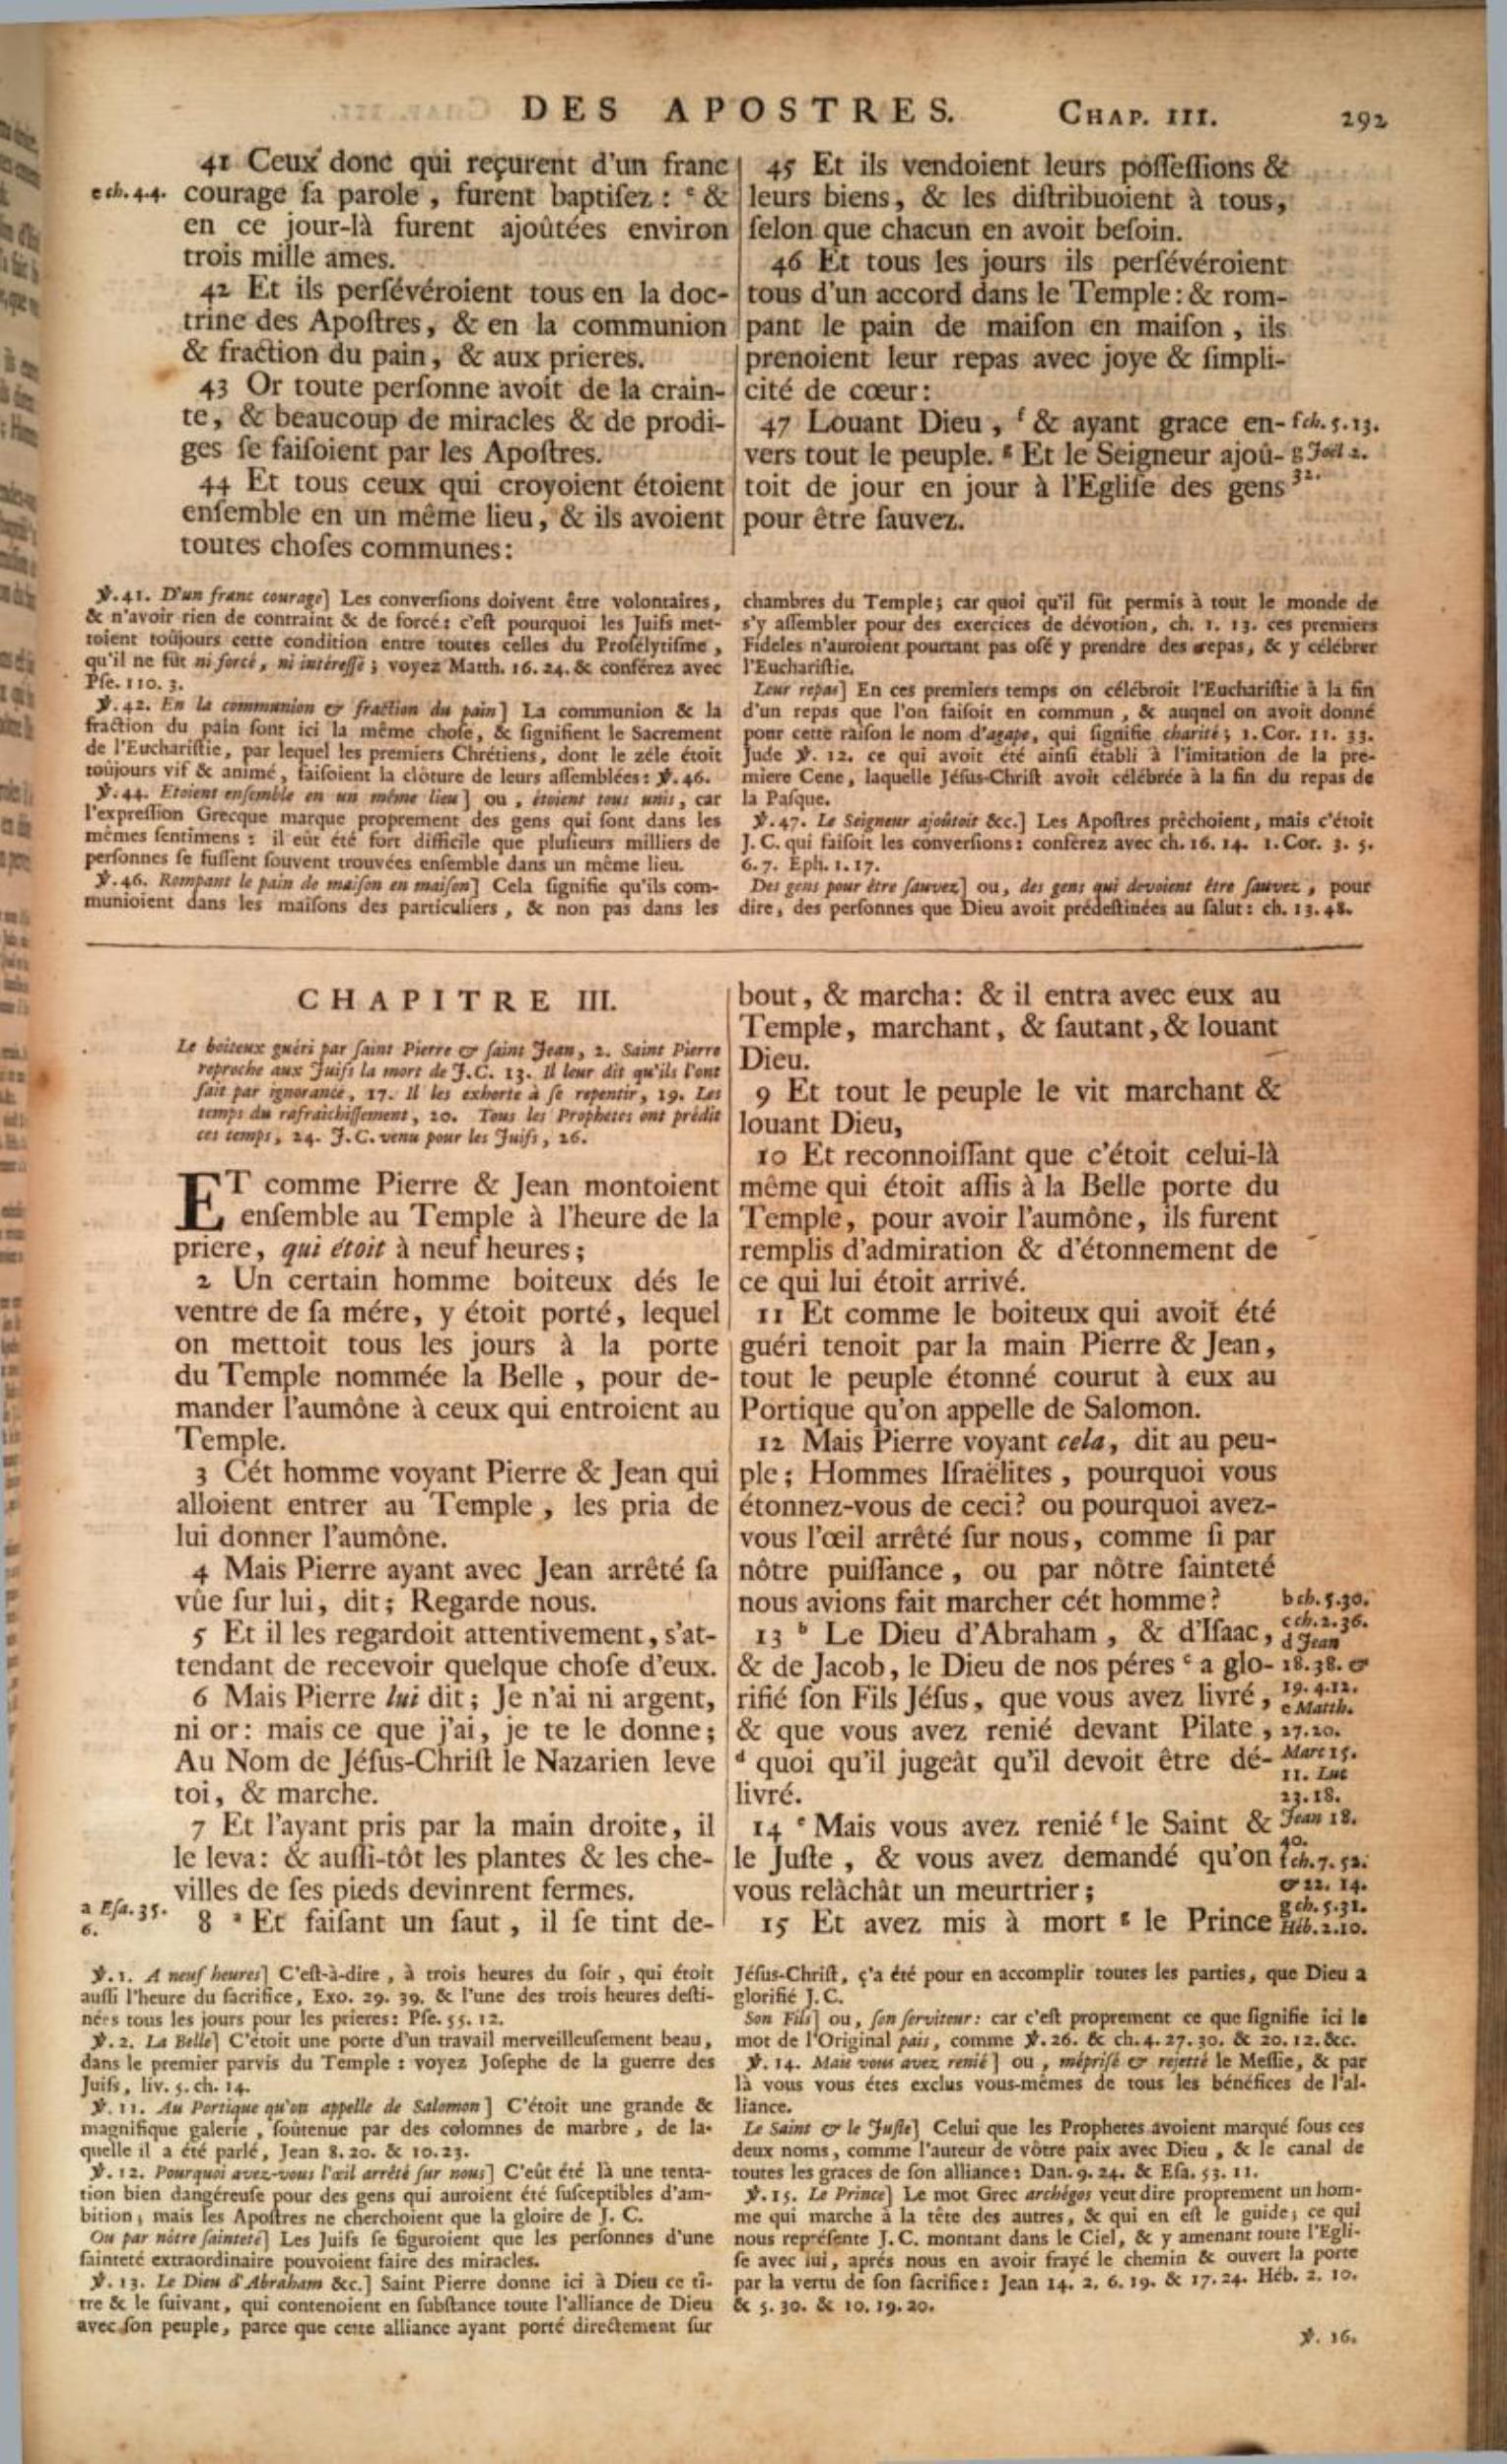 DES APOSTRES. CHAP. III. 292
41 Ceux donc qui reçurent d'un franc
e ch. 4.4. courage ſa parole, furent baptiſez : ᵉ &
en ce jour-là furent ajoûtées environ
trois mille ames.
42 Et ils perſévéroient tous en la doc-
trine des Apoſtres, & en la communion
& fraction du pain, & aux prieres.
43 Or toute perſonne avoit de la crain-
te, & beaucoup de miracles & de prodi-
ges ſe faiſoient par les Apoſtres.
44 Et tous ceux qui croyoient étoient
enſemble en un même lieu, & ils avoient
toutes choſes communes:
45 Et ils vendoient leurs poſſeſſions &
leurs biens, & les diſtribuoient à tous,
ſelon que chacun en avoit beſoin.
46 Et tous les jours ils perſévéroient
tous d'un accord dans le Temple: & rom-
pant le pain de maiſon en maiſon, ils
prenoient leur repas avec joye & ſimpli-
cité de cœur:
47 Louant Dieu, ᶠ & ayant grace en-
vers tout le peuple. ᵍ Et le Seigneur ajoû-
toit de jour en jour à l'Egliſe des gens
pour être ſauvez.
f ch. 5. 13.
g Joël 2.
32.
℣. 41. D'un franc courage] Les converſions doivent être volontaires,
& n'avoir rien de contraint & de forcé: c'eſt pourquoi les Juifs met-
toient toûjours cette condition entre toutes celles du Proſélytiſme,
qu'il ne fût ni forcé, ni intéreſſé; voyez Matth. 16. 24. & conférez avec
Pſe. 110. 3.
℣. 42. En la communion & fraction du pain] La communion & la
fraction du pain ſont ici la même choſe, & ſignifient le Sacrement
de l'Euchariſtie, par lequel les premiers Chrétiens, dont le zéle étoit
toûjours vif & animé, faiſoient la clôture de leurs aſſemblées: ℣. 46.
℣. 44. Etoient enſemble en un même lieu] ou, étoient tous unis, car
l'expreſſion Grecque marque proprement des gens qui ſont dans les
mêmes ſentimens : il eût été fort difficile que pluſieurs milliers de
perſonnes ſe fuſſent ſouvent trouvées enſemble dans un même lieu.
℣. 46. Rompant le pain de maiſon en maiſon] Cela ſignifie qu'ils com-
munioient dans les maiſons des particuliers, & non pas dans les
chambres du Temple; car quoi qu'il fût permis à tout le monde de
s'y aſſembler pour des exercices de dévotion, ch. 1. 13. ces premiers
Fideles n'auroient pourtant pas oſé y prendre des repas, & y célébrer
l'Euchariſtie.
Leur repas] En ces premiers temps on célébroit l'Euchariſtie à la fin
d'un repas que l'on faiſoit en commun, & auquel on avoit donné
pour cette raiſon le nom d'agape, qui ſignifie charité; 1. Cor. 11. 33.
Jude ℣. 12. ce qui avoit été ainſi établi à l'imitation de la pre-
miere Cene, laquelle Jéſus-Chriſt avoit célébrée à la fin du repas de
la Paſque.
℣. 47. Le Seigneur ajoûtoit &c.] Les Apoſtres prêchoient, mais c'étoit
J. C. qui faiſoit les converſions: conférez avec ch. 16. 14. 1. Cor. 3. 5.
6. 7. Eph. 1. 17.
Des gens pour être ſauvez] ou, des gens qui devoient être ſauvez, pour
dire, des perſonnes que Dieu avoit prédeſtinées au ſalut: ch. 13. 48.
CHAPITRE III.
Le boiteux guéri par ſaint Pierre & ſaint Jean, 2. Saint Pierre
reproche aux Juifs la mort de J. C. 13. Il leur dit qu'ils l'ont
fait par ignorance, 17. Il les exhorte à ſe repentir, 19. Les
temps du rafraichiſſement, 20. Tous les Prophetes ont prédit
ces temps, 24. J. C. venu pour les Juifs, 26.
ET comme Pierre & Jean montoient
enſemble au Temple à l'heure de la
priere, qui étoit à neuf heures;
2 Un certain homme boiteux dés le
ventre de ſa mére, y étoit porté, lequel
on mettoit tous les jours à la porte
du Temple nommée la Belle, pour de-
mander l'aumône à ceux qui entroient au
Temple.
3 Cét homme voyant Pierre & Jean qui
alloient entrer au Temple, les pria de
lui donner l'aumône.
4 Mais Pierre ayant avec Jean arrêté ſa
vûe ſur lui, dit; Regarde nous.
5 Et il les regardoit attentivement, s'at-
tendant de recevoir quelque choſe d'eux.
6 Mais Pierre lui dit; Je n'ai ni argent,
ni or: mais ce que j'ai, je te le donne;
Au Nom de Jéſus-Chriſt le Nazarien leve
toi, & marche.
7 Et l'ayant pris par la main droite, il
le leva: & auſſi-tôt les plantes & les che-
villes de ſes pieds devinrent fermes.
a Eſa. 35.
6.
8 ᵃ Et faiſant un ſaut, il ſe tint de-
bout, & marcha: & il entra avec eux au
Temple, marchant, & ſautant, & louant
Dieu.
9 Et tout le peuple le vit marchant &
louant Dieu,
10 Et reconnoiſſant que c'étoit celui-là
même qui étoit aſſis à la Belle porte du
Temple, pour avoir l'aumône, ils furent
remplis d'admiration & d'étonnement de
ce qui lui étoit arrivé.
11 Et comme le boiteux qui avoit été
guéri tenoit par la main Pierre & Jean,
tout le peuple étonné courut à eux au
Portique qu'on appelle de Salomon.
12 Mais Pierre voyant cela, dit au peu-
ple; Hommes Iſraëlites, pourquoi vous
étonnez-vous de ceci? ou pourquoi avez-
vous l'œil arrêté ſur nous, comme ſi par
nôtre puiſſance, ou par nôtre ſainteté
nous avions fait marcher cét homme?
13 ᵇ Le Dieu d'Abraham, & d'Iſaac,
& de Jacob, le Dieu de nos péres ᶜ a glo-
rifié ſon Fils Jéſus, que vous avez livré,
& que vous avez renié devant Pilate,
ᵈ quoi qu'il jugeât qu'il devoit être dé-
livré.
14 ᵉ Mais vous avez renié ᶠ le Saint &
le Juſte, & vous avez demandé qu'on
vous relâchât un meurtrier;
15 Et avez mis à mort ᵍ le Prince
b ch. 5. 30.
c ch. 2. 36.
d Jean
18. 38. &
19. 4. 12.
e Matth.
27. 20.
Marc 15.
11. Luc
23. 18.
Jean 18.
40.
f ch. 7. 52.
& 22. 14.
g ch. 5. 31.
Héb. 2. 10.
℣. 1. A neuf heures] C'eſt-à-dire, à trois heures du ſoir, qui étoit
auſſi l'heure du ſacrifice, Exo. 29. 39. & l'une des trois heures deſti-
nées tous les jours pour les prieres: Pſe. 55. 12.
℣. 2. La Belle] C'étoit une porte d'un travail merveilleuſement beau,
dans le premier parvis du Temple : voyez Joſephe de la guerre des
Juifs, liv. 5. ch. 14.
℣. 11. Au Portique qu'on appelle de Salomon] C'étoit une grande &
magnifique galerie, ſoûtenue par des colomnes de marbre, de la-
quelle il a été parlé, Jean 8. 20. & 10. 23.
℣. 12. Pourquoi avez-vous l'œil arrêté ſur nous] C'eût été là une tenta-
tion bien dangéreuſe pour des gens qui auroient été ſuſceptibles d'am-
bition; mais les Apoſtres ne cherchoient que la gloire de J. C.
Ou par nôtre ſainteté] Les Juifs ſe figuroient que les perſonnes d'une
ſainteté extraordinaire pouvoient faire des miracles.
℣. 13. Le Dieu d'Abraham &c.] Saint Pierre donne ici à Dieu ce ti-
tre & le ſuivant, qui contenoient en ſubſtance toute l'alliance de Dieu
avec ſon peuple, parce que cette alliance ayant porté directement ſur
Jéſus-Chriſt, ç'a été pour en accomplir toutes les parties, que Dieu a
glorifié J. C.
Son Fils] ou, ſon ſerviteur: car c'eſt proprement ce que ſignifie ici le
mot de l'Original pais, comme ℣. 26. & ch. 4. 27. 30. & 20. 12. &c.
℣. 14. Mais vous avez renié] ou, mépriſé & rejetté le Meſſie, & par
là vous vous étes exclus vous-mêmes de tous les bénéfices de l'al-
liance.
Le Saint & le Juſte] Celui que les Prophetes avoient marqué ſous ces
deux noms, comme l'auteur de vôtre paix avec Dieu, & le canal de
toutes les graces de ſon alliance: Dan. 9. 24. & Eſa. 53. 11.
℣. 15. Le Prince] Le mot Grec archégos veut dire proprement un hom-
me qui marche à la tête des autres, & qui en eſt le guide; ce qui
nous repréſente J. C. montant dans le Ciel, & y amenant toute l'Egli-
ſe avec lui, aprés nous en avoir frayé le chemin & ouvert la porte
par la vertu de ſon ſacrifice: Jean 14. 2. 6. 19. & 17. 24. Héb. 2. 10.
& 5. 30. & 10. 19. 20.
℣. 16.